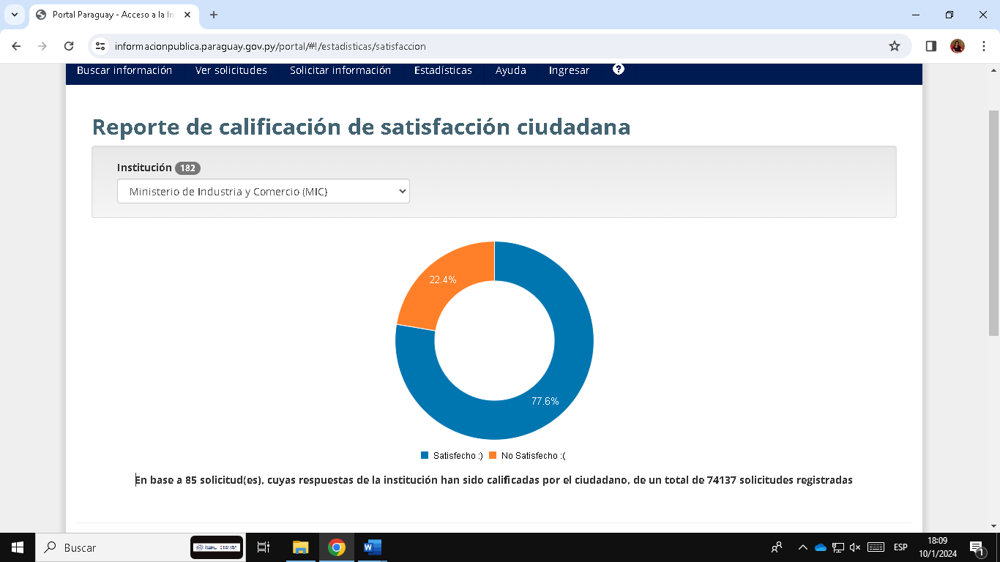 Portal Paraguay - Acceso a la In
informacionpublica.paraguay.gov.py/portal/#!/estadisticas/satisfaccion
Buscar información Ver solicitudes Solicitar información Estadísticas Ayuda Ingresar ?
Reporte de calificación de satisfacción ciudadana
Institución 182
Ministerio de Industria y Comercio (MIC)
22.4%
77.6%
Satisfecho :) No Satisfecho :(
En base a 85 solicitud(es), cuyas respuestas de la institución han sido calificadas por el ciudadano, de un total de 74137 solicitudes registradas
Buscar
ESP
18:09
10/1/2024
1